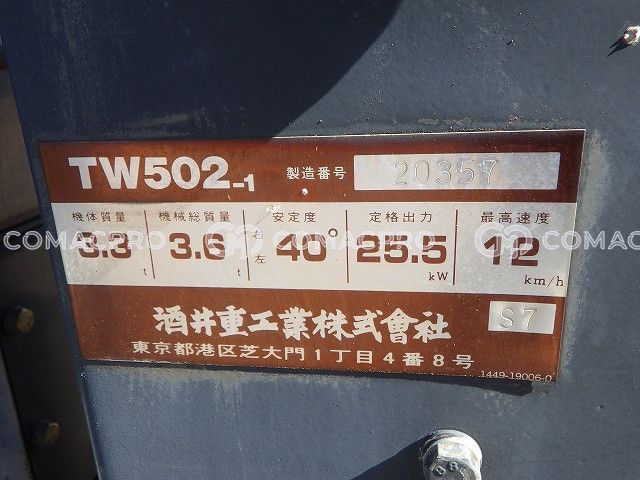 TW502-1 製造番号 20357
機体質量 機械総質量 安定度 定格出力 最高速度
3.3 t 3.6 t 右左 40° 25.5 kW 12 km/h
酒井重工業株式會社 S7
東京都港区芝大門1丁目4番8号
1449-19006-0
COMACPRO COMACPRO COMACPRO